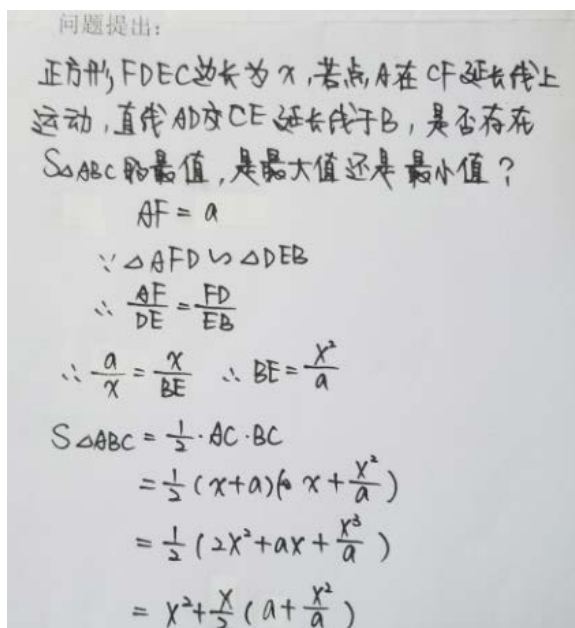 问题提出：
正方形FDEC边长为x，若点A在CF延长线上
运动，直线AD交CE延长线于B，是否存在
S△ABC的最值，是最大值还是最小值？
AF = a
∵ △AFD ∽ △DEB
∴ AF/DE = FD/EB
∴ a/x = x/BE ∴ BE = x²/a
S△ABC = 1/2 · AC · BC
= 1/2 (x+a)(x + x²/a)
= 1/2 (2x² + ax + x³/a)
= x² + x/2 (a + x²/a)